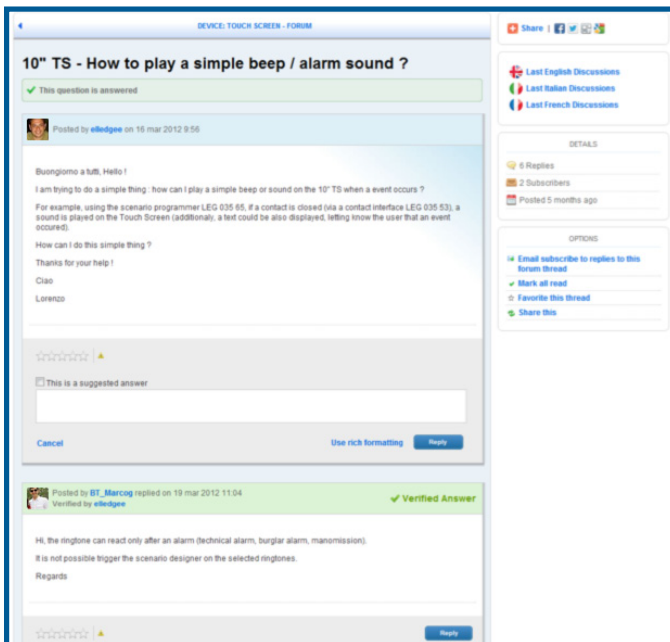 DEVICE: TOUCH SCREEN - FORUM
10" TS - How to play a simple beep / alarm sound ?
This question is answered
Posted by elledgee on 16 mar 2012 9:56
Buongiorno a tutti, Hello !
I am trying to do a simple thing : how can I play a simple beep or sound on the 10" TS when a event occurs ?
For example, using the scenario programmer LEG 035 65, if a contact is closed (via a contact interface LEG 035 53), a
sound is played on the Touch Screen (additionaly, a text could be also displayed, letting know the user that an event
occured).
How can I do this simple thing ?
Thanks for your help !
Ciao
Lorenzo
This is a suggested answer
Cancel
Use rich formatting
Reply
Posted by BT_Marcog replied on 19 mar 2012 11:04
Verified by elledgee
Verified Answer
Hi, the ringtone can react only after an alarm (technical alarm, burglar alarm, manomission).
It is not possible trigger the scenario designer on the selected ringtones.
Regards
Reply
Share |
Last English Discussions
Last Italian Discussions
Last French Discussions
DETAILS
6 Replies
2 Subscribers
Posted 5 months ago
OPTIONS
Email subscribe to replies to this
forum thread
Mark all read
Favorite this thread
Share this